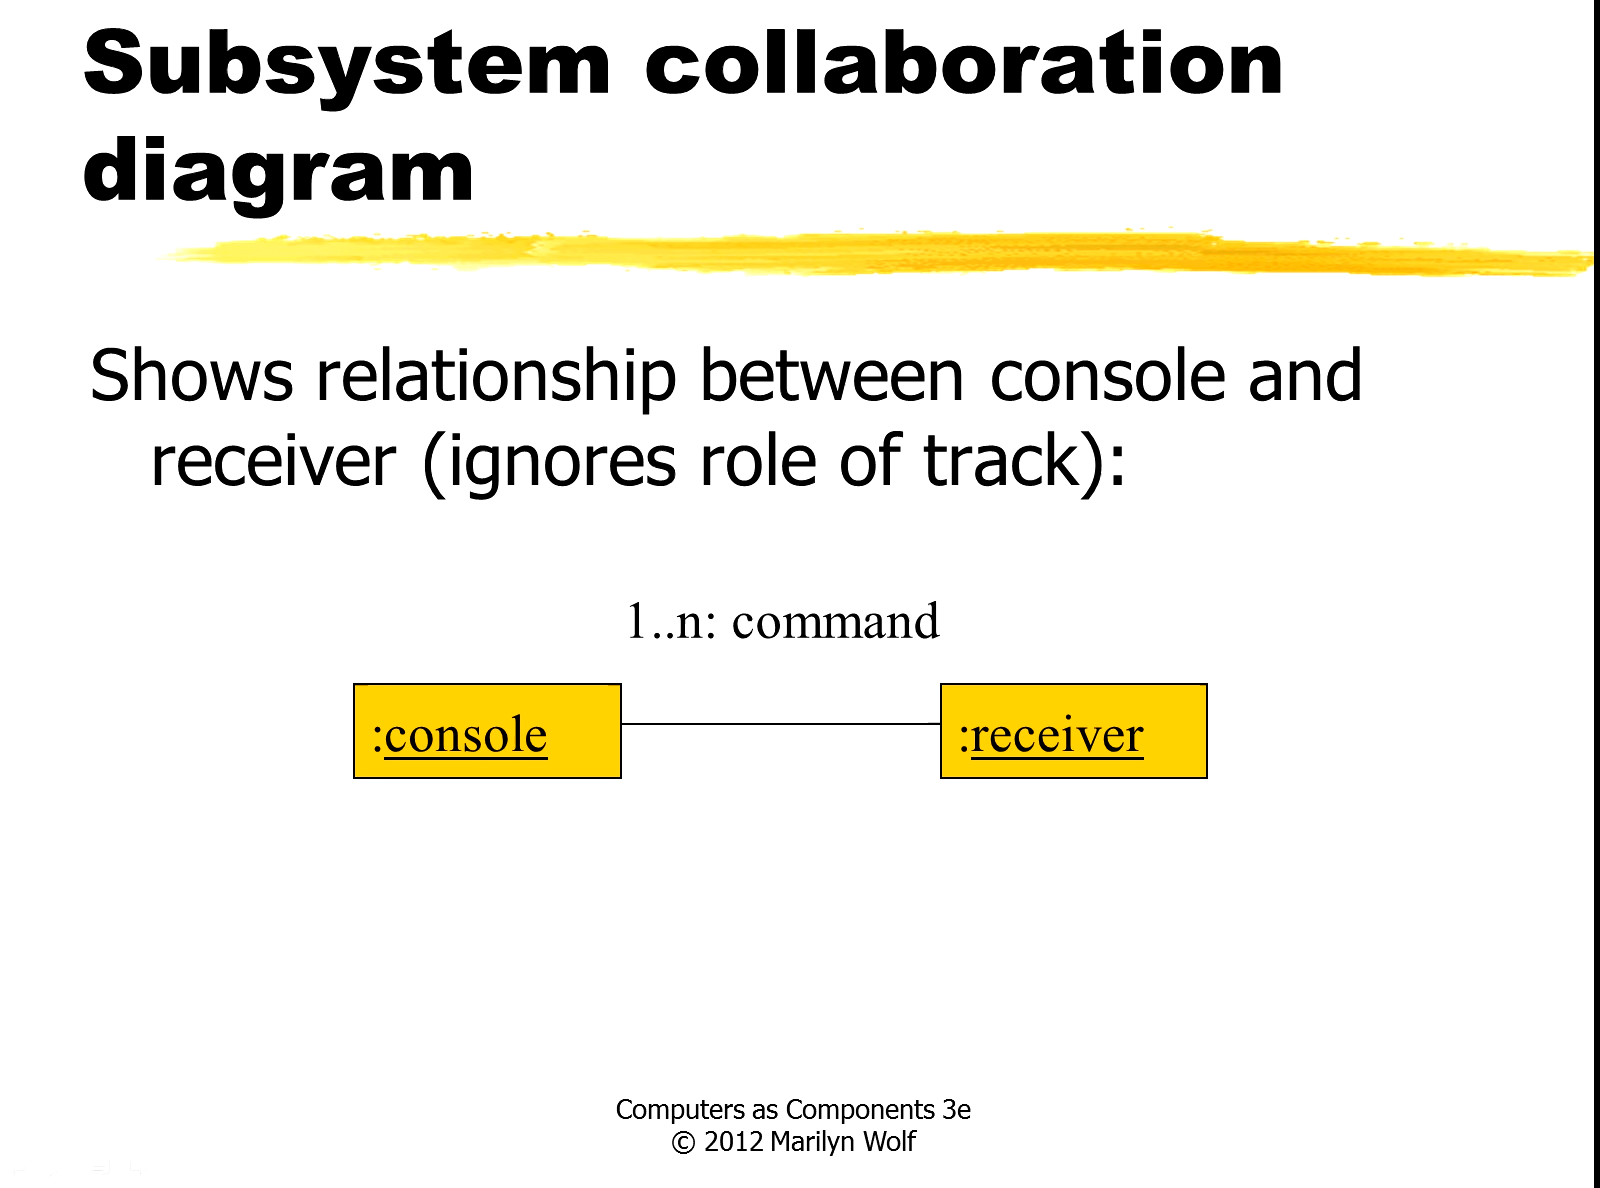 Subsystem collaboration
diagram
Shows relationship between console and
receiver (ignores role of track):
1..n: command
:console
:receiver
Computers as Components 3e
© 2012 Marilyn Wolf